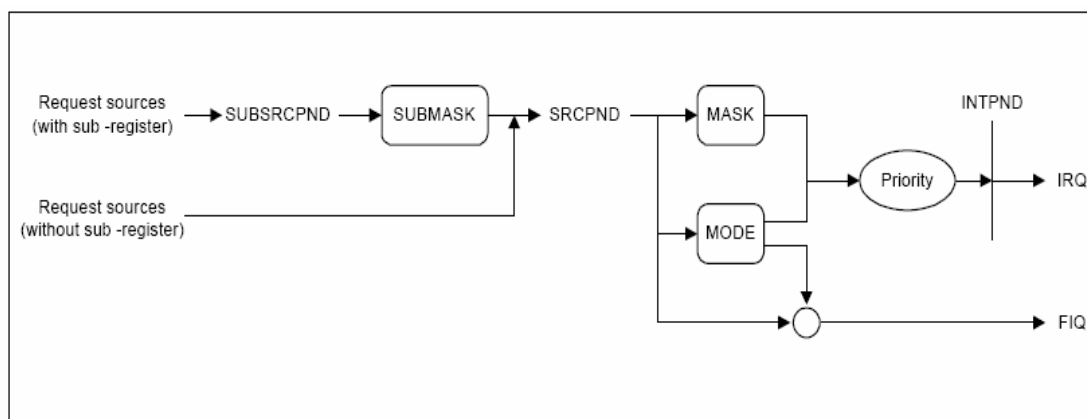 Request sources
(with sub -register)
SUBSRCPND
SUBMASK
SRCPND
MASK
INTPND
Request sources
(without sub -register)
MODE
Priority
IRQ
FIQ